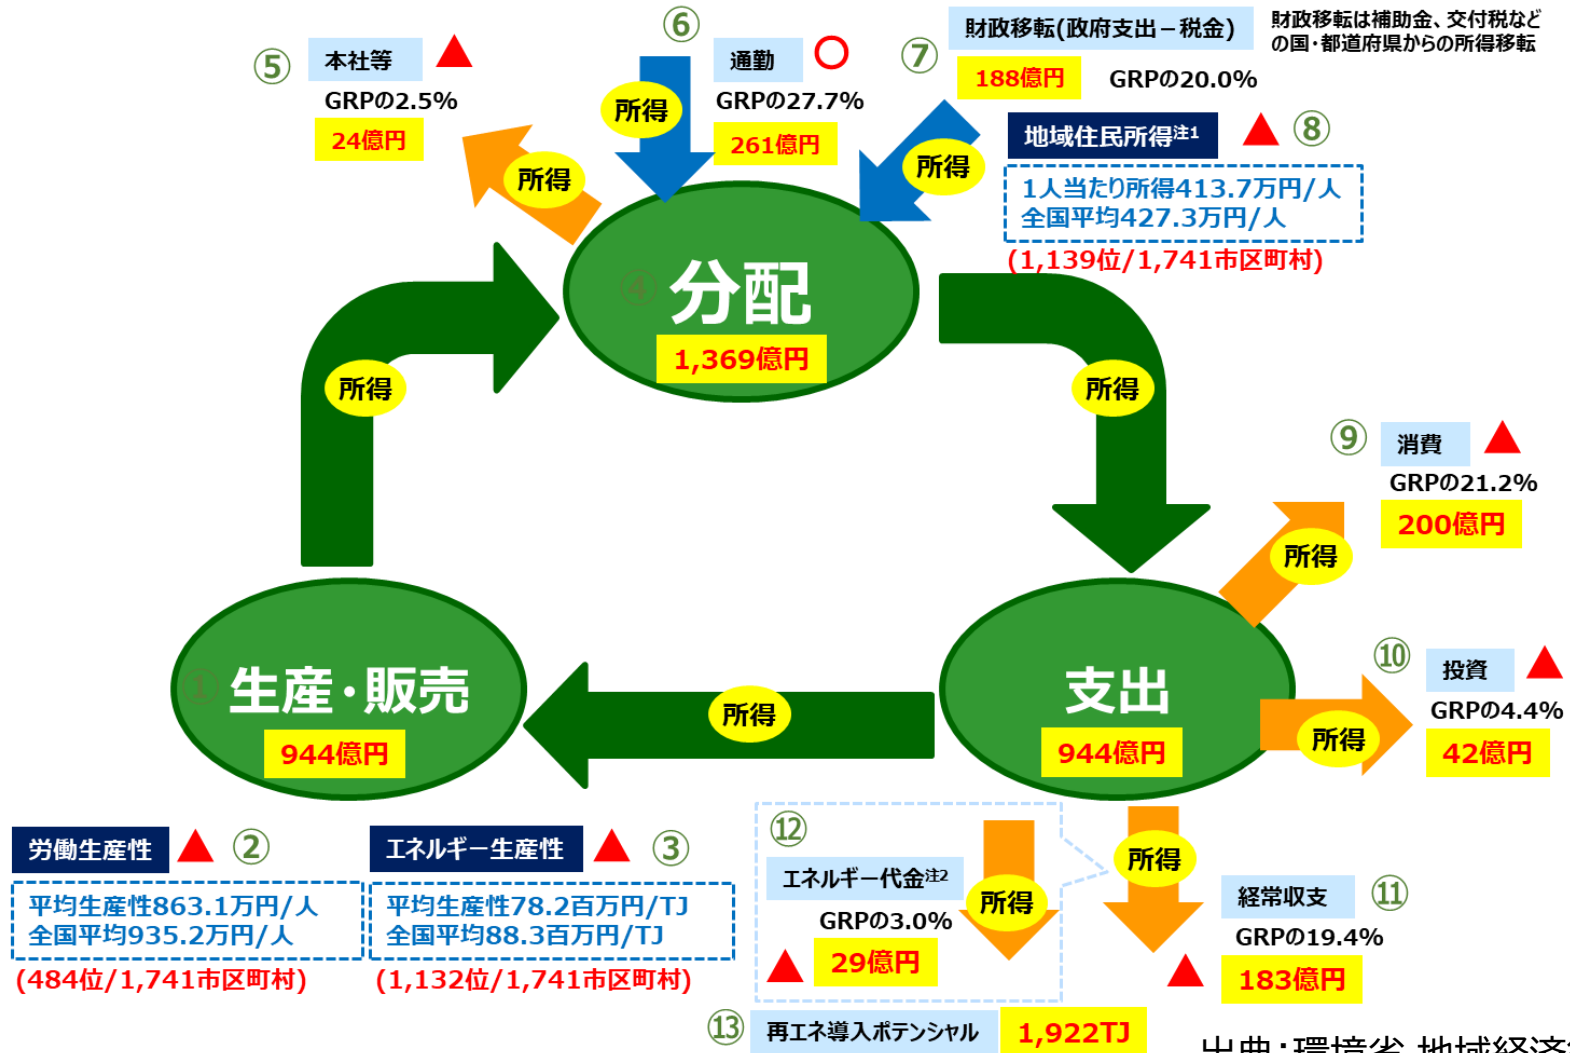 ⑤
本社等
GRPの2.5%
24億円
所得
⑥
通勤
GRPの27.7%
261億円
所得
⑦
財政移転(政府支出－税金)
188億円 GRPの20.0%
財政移転は補助金、交付税など
の国・都道府県からの所得移転
所得
地域住民所得注1
⑧
1人当たり所得413.7万円/人
全国平均427.3万円/人
(1,139位/1,741市区町村)
④
分配
1,369億円
所得
所得
⑨
消費
GRPの21.2%
200億円
所得
⑩
投資
GRPの4.4%
42億円
所得
①
生産・販売
944億円
所得
支出
944億円
労働生産性
②
平均生産性863.1万円/人
全国平均935.2万円/人
(484位/1,741市区町村)
エネルギー生産性
③
平均生産性78.2百万円/TJ
全国平均88.3百万円/TJ
(1,132位/1,741市区町村)
⑫
エネルギー代金注2
GRPの3.0%
29億円
所得
所得
経常収支
⑪
GRPの19.4%
183億円
⑬
再エネ導入ポテンシャル
1,922TJ
出典：環境省 地域経済